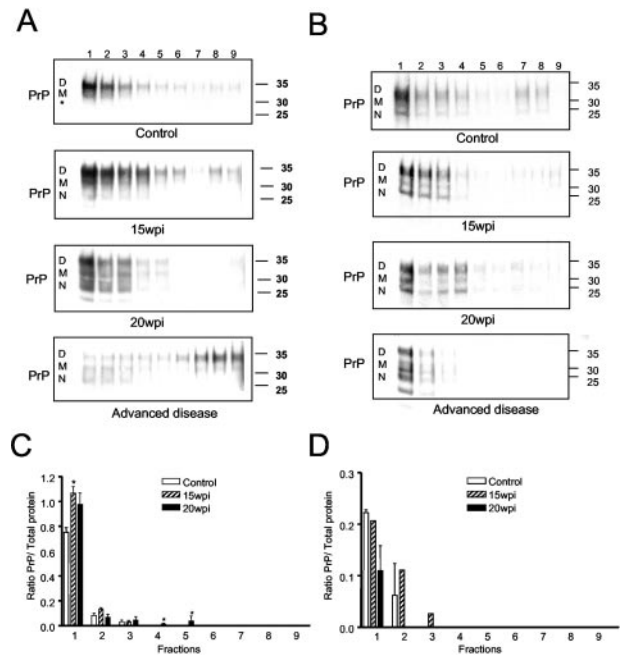 A
1 2 3 4 5 6 7 8 9
PrP
D
M
*
35
30
25
Control
PrP
D
M
N
35
30
25
15wpi
PrP
D
M
N
35
30
25
20wpi
PrP
D
M
N
35
30
25
Advanced disease
B
1 2 3 4 5 6 7 8 9
PrP
D
M
N
35
30
25
Control
PrP
D
M
N
35
30
25
15wpi
PrP
D
M
N
35
30
25
20wpi
PrP
D
M
N
35
30
25
Advanced disease
C
Ratio PrP/ Total protein
1.2
1.0
0.8
0.6
0.4
0.2
0.0
Control
15wpi
20wpi
*
*
*
1 2 3 4 5 6 7 8 9
Fractions
D
Ratio PrP/ Total protein
0.3
0.2
0.1
0.0
Control
15wpi
20wpi
1 2 3 4 5 6 7 8 9
Fractions